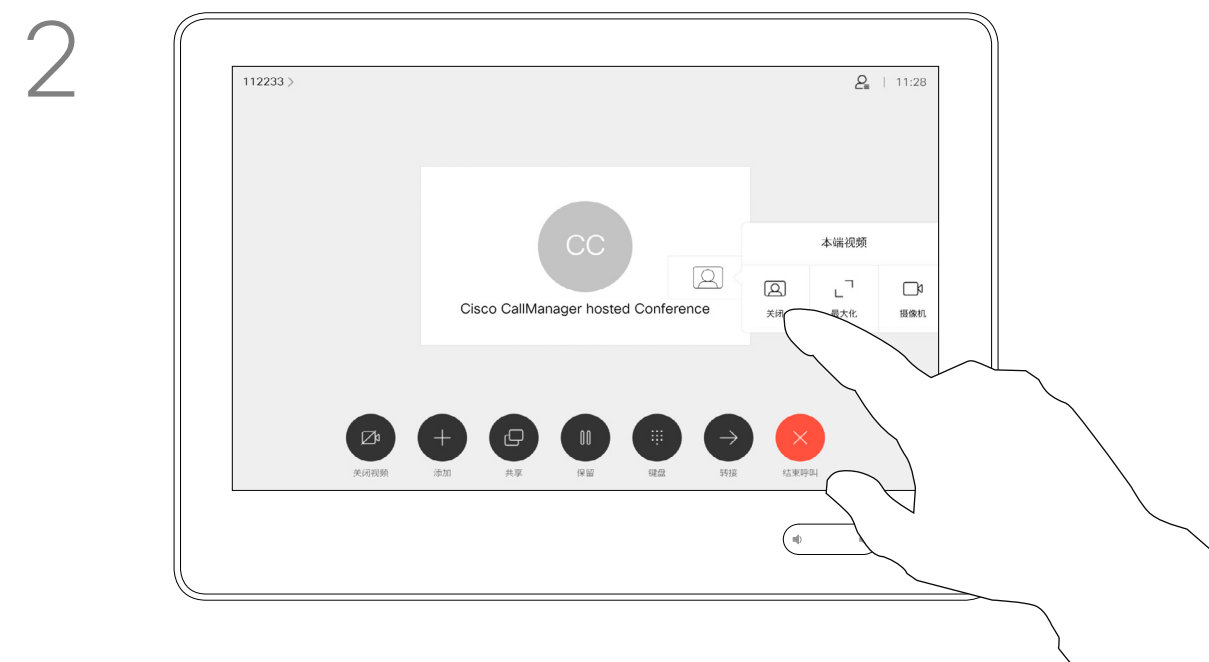 2
112233 >
11:28
CC
本端视频
Cisco CallManager hosted Conference
关闭 最大化 摄像机
关闭视频 添加 共享 保留 键盘 转接 结束呼叫